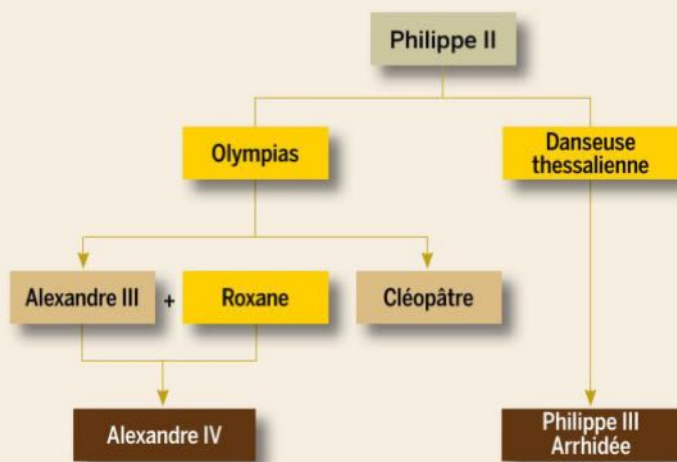 Philippe II
Olympias
Danseuse
thessalienne
Alexandre III + Roxane
Cléopâtre
Alexandre IV
Philippe III
Arrhidée